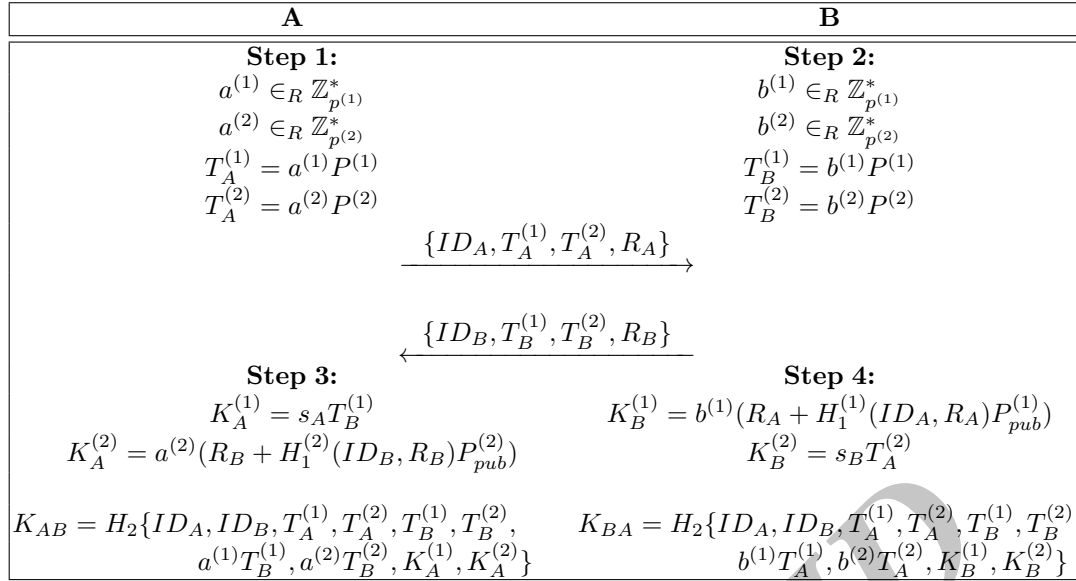 A B
Step 1: Step 2:
a^{(1)} ∈_R ℤ*_{p^{(1)}} b^{(1)} ∈_R ℤ*_{p^{(1)}}
a^{(2)} ∈_R ℤ*_{p^{(2)}} b^{(2)} ∈_R ℤ*_{p^{(2)}}
T_A^{(1)} = a^{(1)}P^{(1)} T_B^{(1)} = b^{(1)}P^{(1)}
T_A^{(2)} = a^{(2)}P^{(2)} T_B^{(2)} = b^{(2)}P^{(2)}
{ID_A, T_A^{(1)}, T_A^{(2)}, R_A}
{ID_B, T_B^{(1)}, T_B^{(2)}, R_B}
Step 3: Step 4:
K_A^{(1)} = s_A T_B^{(1)} K_B^{(1)} = b^{(1)}(R_A + H_1^{(1)}(ID_A, R_A)P_{pub}^{(1)})
K_A^{(2)} = a^{(2)}(R_B + H_1^{(2)}(ID_B, R_B)P_{pub}^{(2)}) K_B^{(2)} = s_B T_A^{(2)}
K_{AB} = H_2{ID_A, ID_B, T_A^{(1)}, T_A^{(2)}, T_B^{(1)}, T_B^{(2)}, K_{BA} = H_2{ID_A, ID_B, T_A^{(1)}, T_A^{(2)}, T_B^{(1)}, T_B^{(2)}
a^{(1)}T_B^{(1)}, a^{(2)}T_B^{(2)}, K_A^{(1)}, K_A^{(2)}} b^{(1)}T_A^{(1)}, b^{(2)}T_A^{(2)}, K_B^{(1)}, K_B^{(2)}}